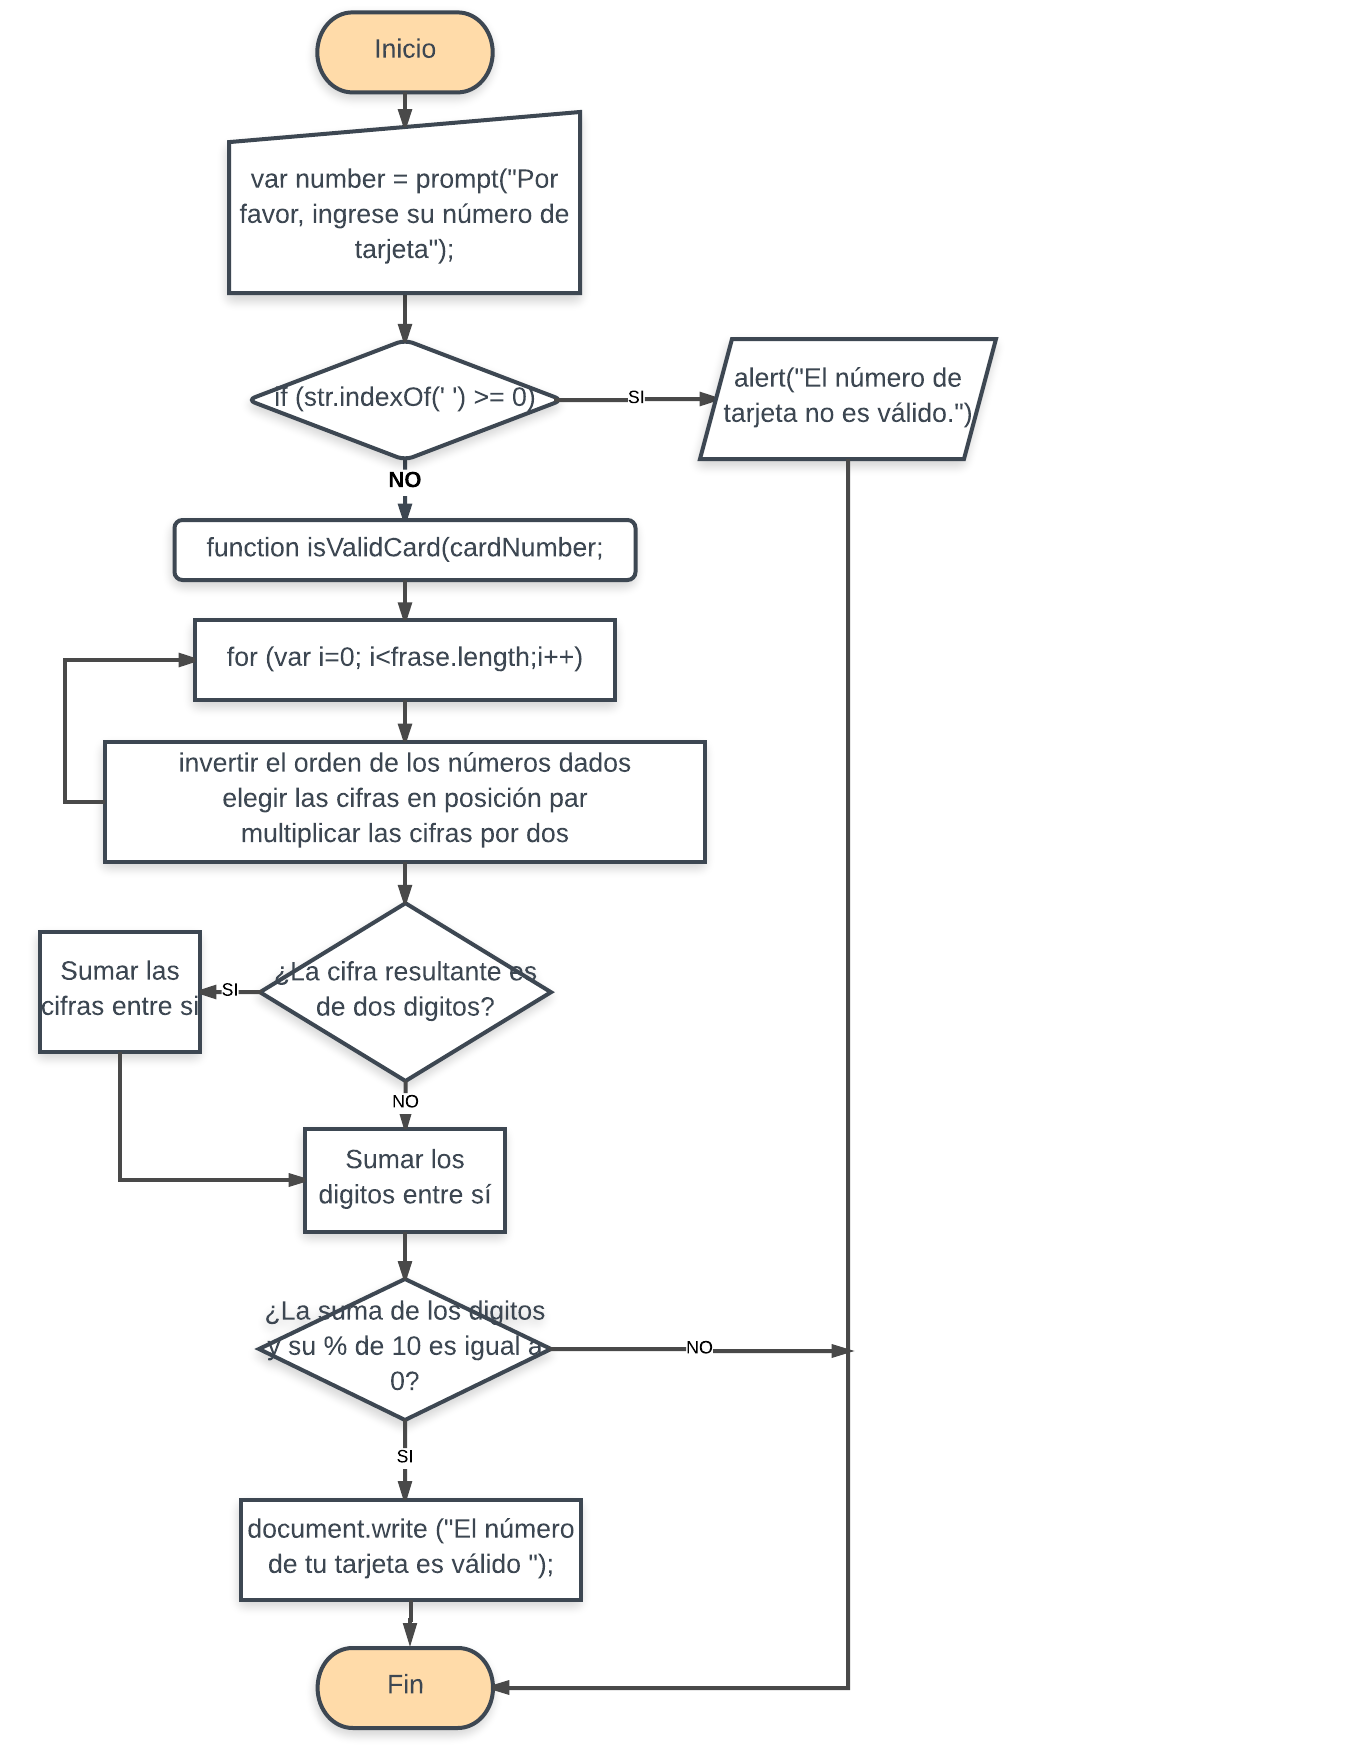 Inicio
var number = prompt("Por
favor, ingrese su número de
tarjeta");
if (str.indexOf(' ') >= 0)
SI
alert("El número de
tarjeta no es válido.")
NO
function isValidCard(cardNumber;
for (var i=0; i<frase.length;i++)
invertir el orden de los números dados
elegir las cifras en posición par
multiplicar las cifras por dos
¿La cifra resultante es
de dos digitos?
SI
Sumar las
cifras entre si
NO
Sumar los
digitos entre sí
¿La suma de los digitos
y su % de 10 es igual a
0?
NO
SI
document.write ("El número
de tu tarjeta es válido ");
Fin